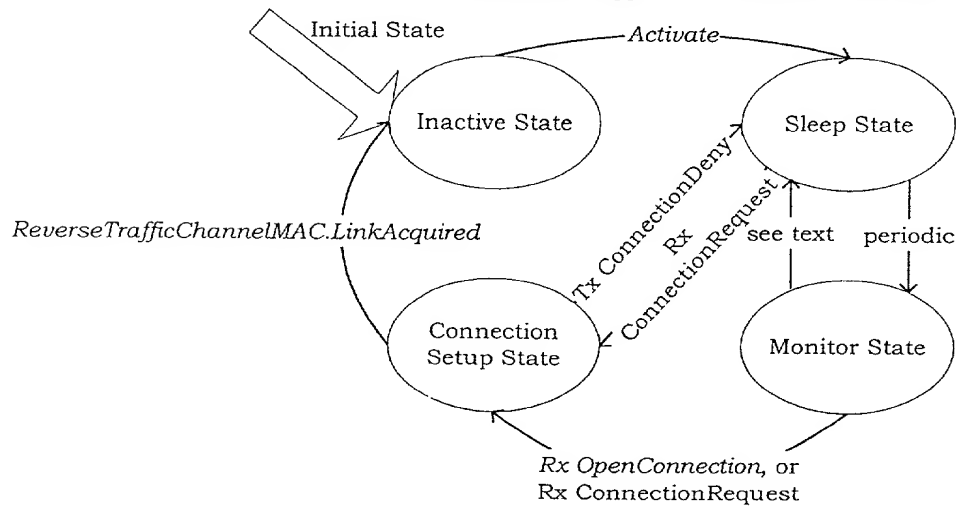 Initial State
Activate
Inactive State
Sleep State
ReverseTrafficChannelMAC.LinkAcquired
Tx ConnectionDeny
Rx
ConnectionRequest
see text
periodic
Connection
Setup State
Monitor State
Rx OpenConnection, or
Rx ConnectionRequest